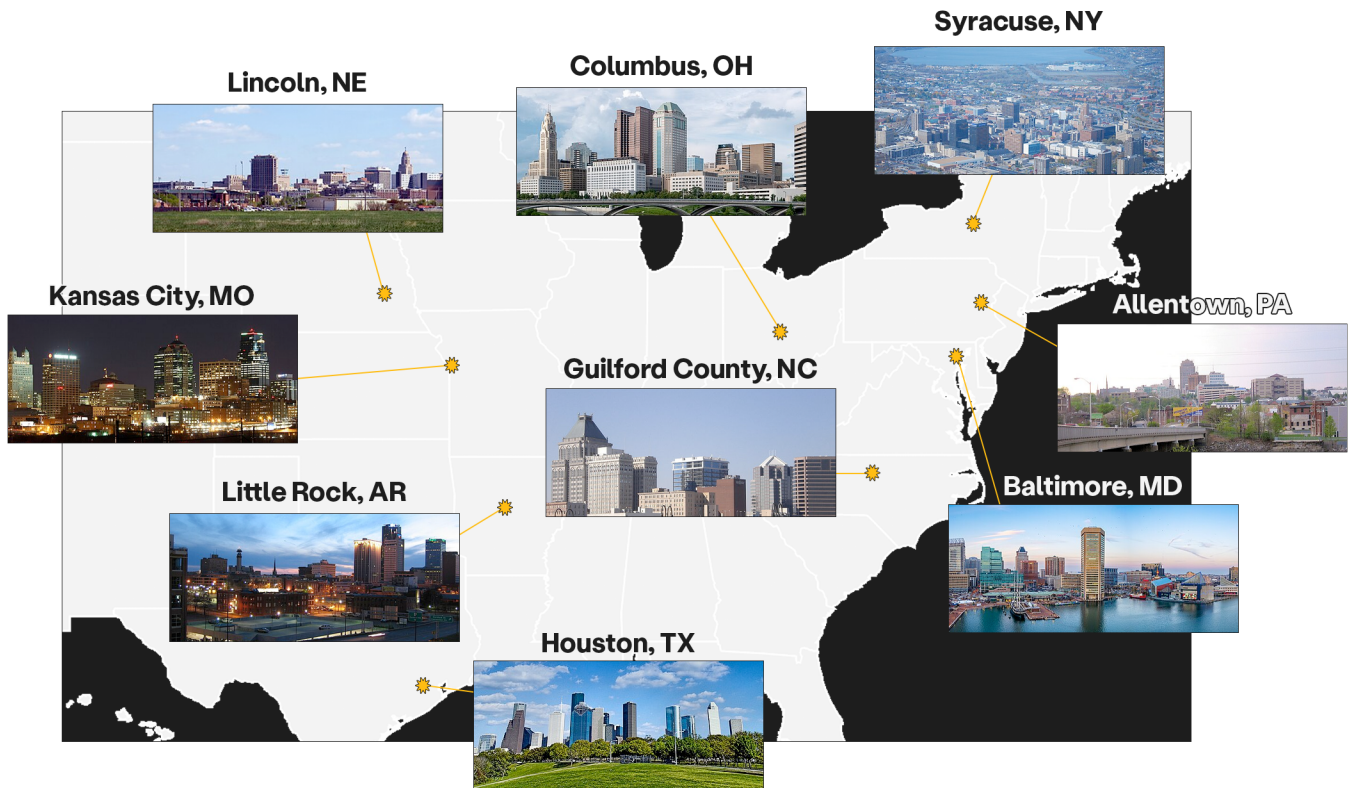 Syracuse, NY
Columbus, OH
Lincoln, NE
Kansas City, MO
Allentown, PA
Guilford County, NC
Little Rock, AR
Baltimore, MD
Houston, TX